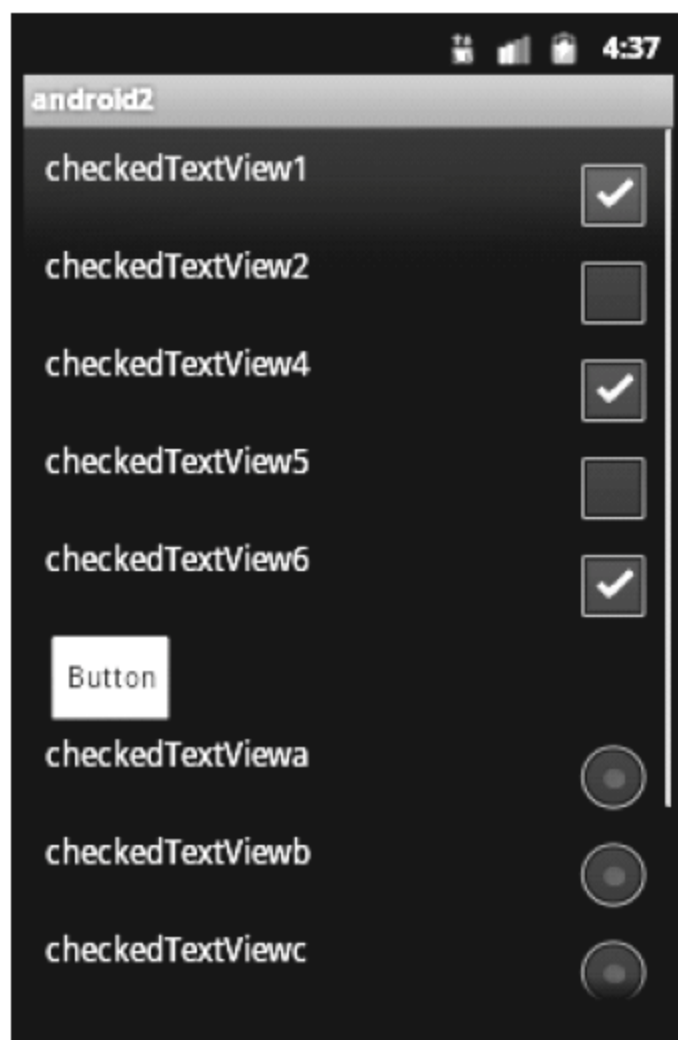 4:37
android2
checkedTextView1
checkedTextView2
checkedTextView4
checkedTextView5
checkedTextView6
Button
checkedTextViewa
checkedTextViewb
checkedTextViewc